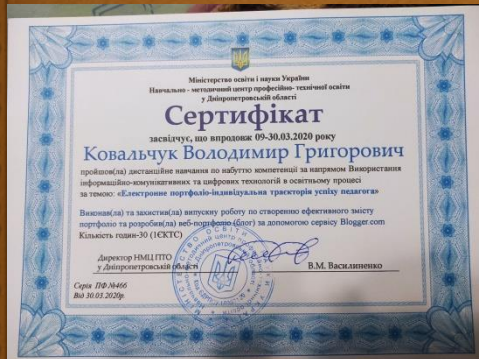 Міністерство освіти і науки України
Навчально - методичний центр професійно- технічної освіти
у Дніпропетровській області
Сертифікат
засвідчує, що впродовж 09-30.03.2020 року
Ковальчук Володимир Григорович
пройшов(ла) дистанційне навчання по набуттю компетенції за напрямом Використання
інформаційно-комунікативних та цифрових технологій в освітньому процесі
за темою: «Електронне портфоліо-індивідуальна траєкторія успіху педагога»
Виконав(ла) та захистив(ла) випускну роботу по створенню ефективного змісту
портфоліо та розробив(ла) веб-портфоліо (блог) за допомогою сервісу Blogger.com
Кількість годин-30 (1ЄКТС)
Директор НМЦ ПТО
у Дніпропетровській області
В.М. Василиненко
Серія ПФ №466
Від 30.03.2020р.